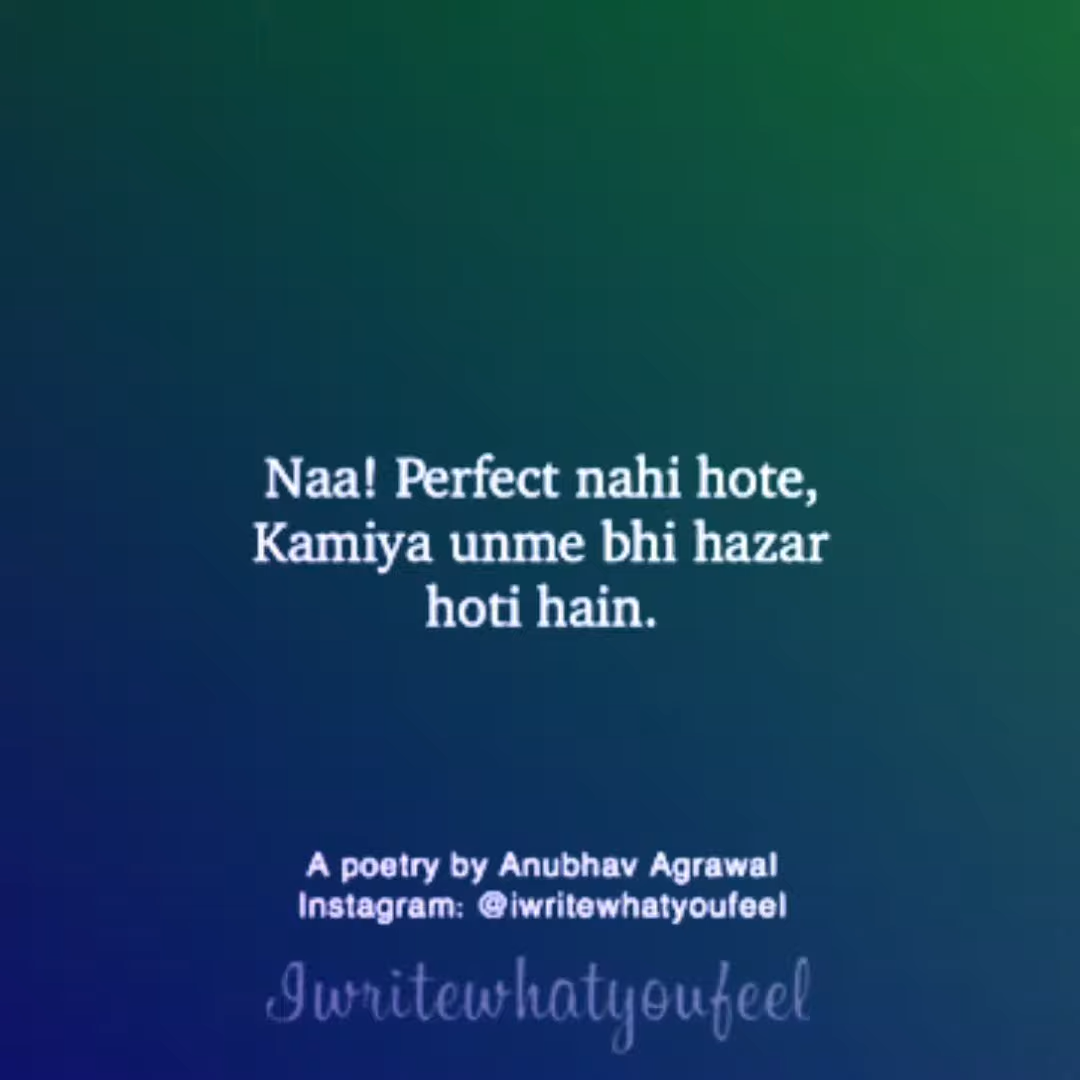 Naa! Perfect nahi hote,
Kamiya unme bhi hazar
hoti hain.
A poetry by Anubhav Agrawal
Instagram: @iwritewhatyoufeel
Iwritewhatyoufeel